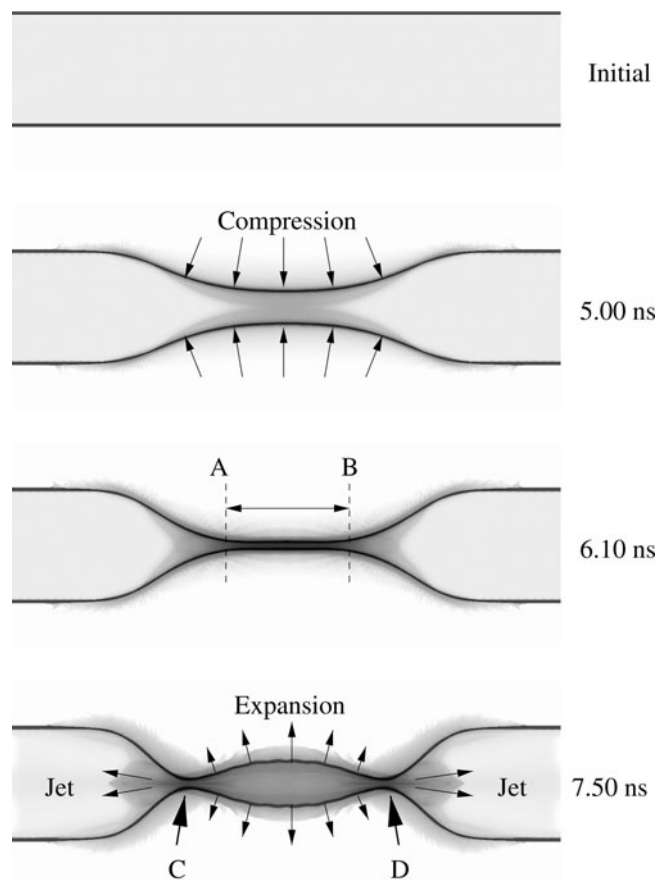 Initial
Compression
5.00 ns
A B
6.10 ns
Expansion
Jet Jet
7.50 ns
C D